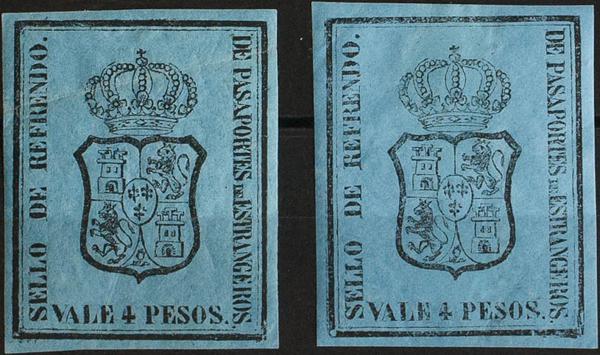 SELLO DE REFRENDO.
DE PASAPORTES DE ESTRANGEROS
VALE 4 PESOS.
SELLO DE REFRENDO.
DE PASAPORTES DE ESTRANGEROS
VALE 4 PESOS.